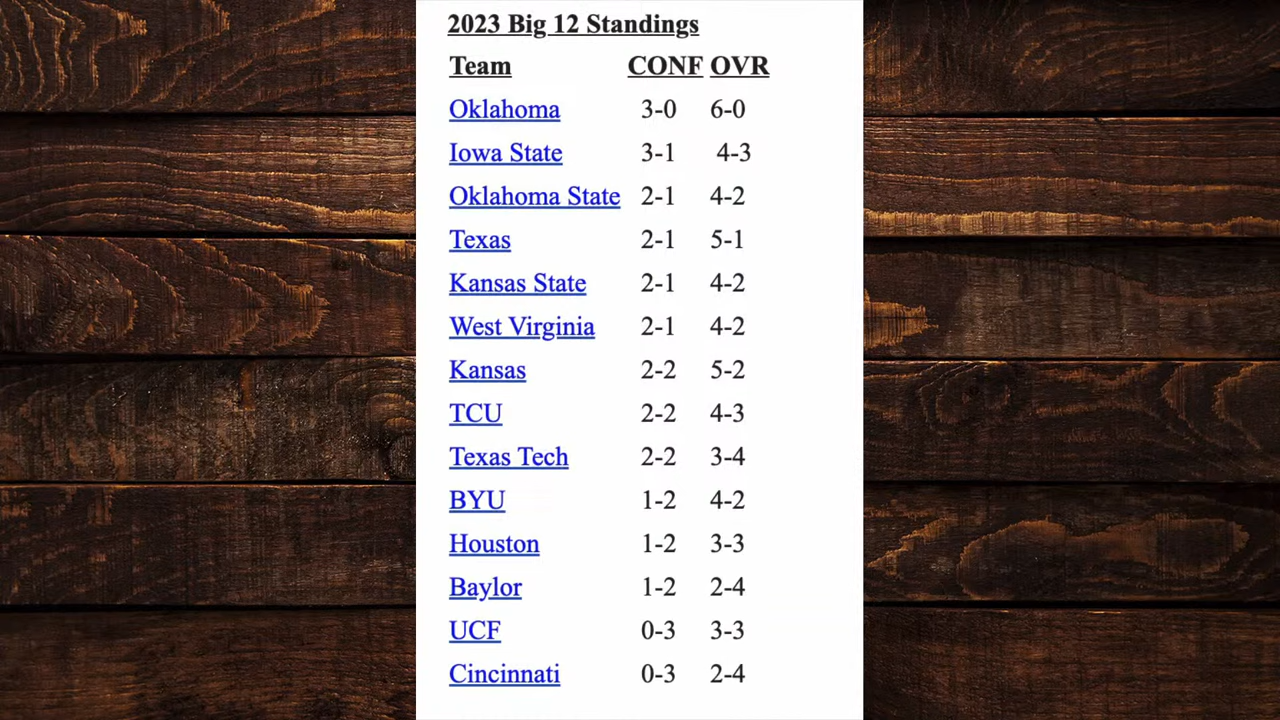 2023 Big 12 Standings
Team CONF OVR
Oklahoma 3-0 6-0
Iowa State 3-1 4-3
Oklahoma State 2-1 4-2
Texas 2-1 5-1
Kansas State 2-1 4-2
West Virginia 2-1 4-2
Kansas 2-2 5-2
TCU 2-2 4-3
Texas Tech 2-2 3-4
BYU 1-2 4-2
Houston 1-2 3-3
Baylor 1-2 2-4
UCF 0-3 3-3
Cincinnati 0-3 2-4